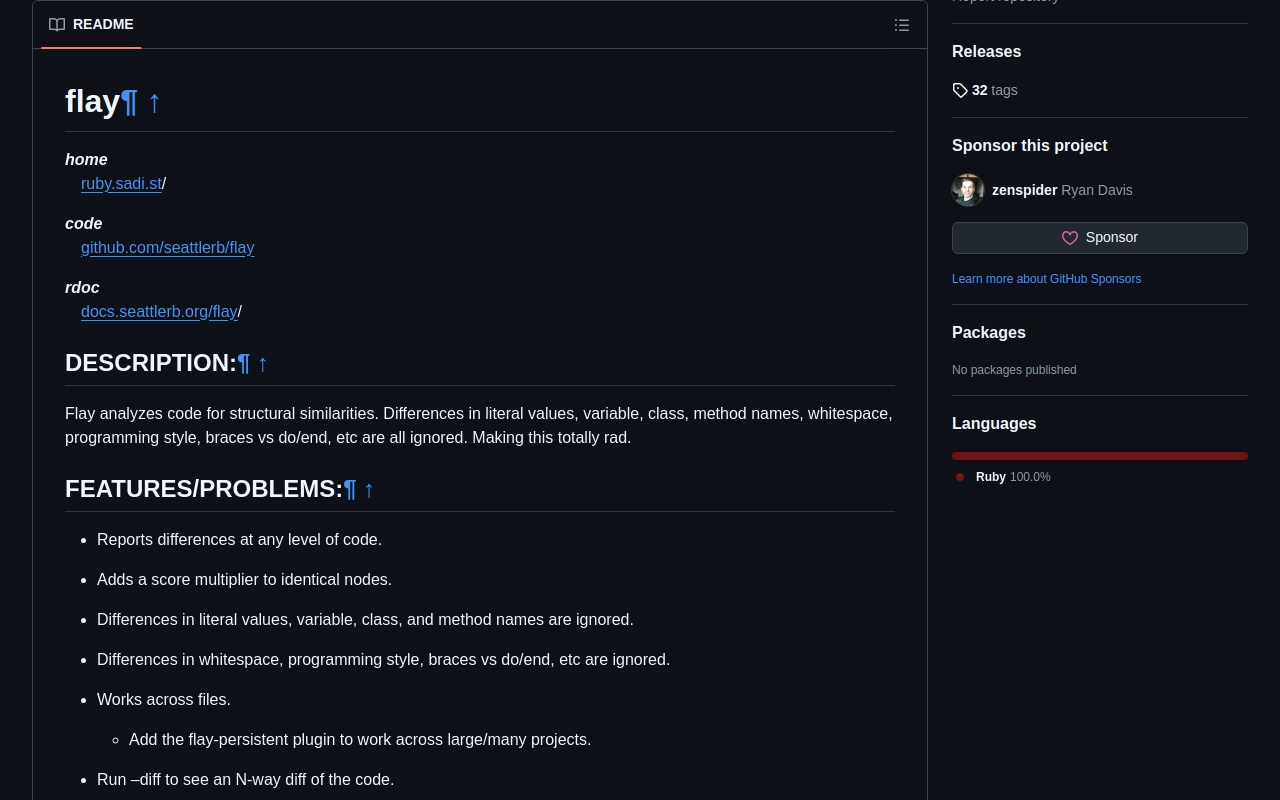 README
flay¶ ↑
home
ruby.sadi.st/
code
github.com/seattlerb/flay
rdoc
docs.seattlerb.org/flay/
DESCRIPTION:¶ ↑
Flay analyzes code for structural similarities. Differences in literal values, variable, class, method names, whitespace,
programming style, braces vs do/end, etc are all ignored. Making this totally rad.
FEATURES/PROBLEMS:¶ ↑
• Reports differences at any level of code.
• Adds a score multiplier to identical nodes.
• Differences in literal values, variable, class, and method names are ignored.
• Differences in whitespace, programming style, braces vs do/end, etc are ignored.
• Works across files.
◦ Add the flay-persistent plugin to work across large/many projects.
• Run –diff to see an N-way diff of the code.
Report repository
Releases
32 tags
Sponsor this project
zenspider Ryan Davis
Sponsor
Learn more about GitHub Sponsors
Packages
No packages published
Languages
Ruby 100.0%